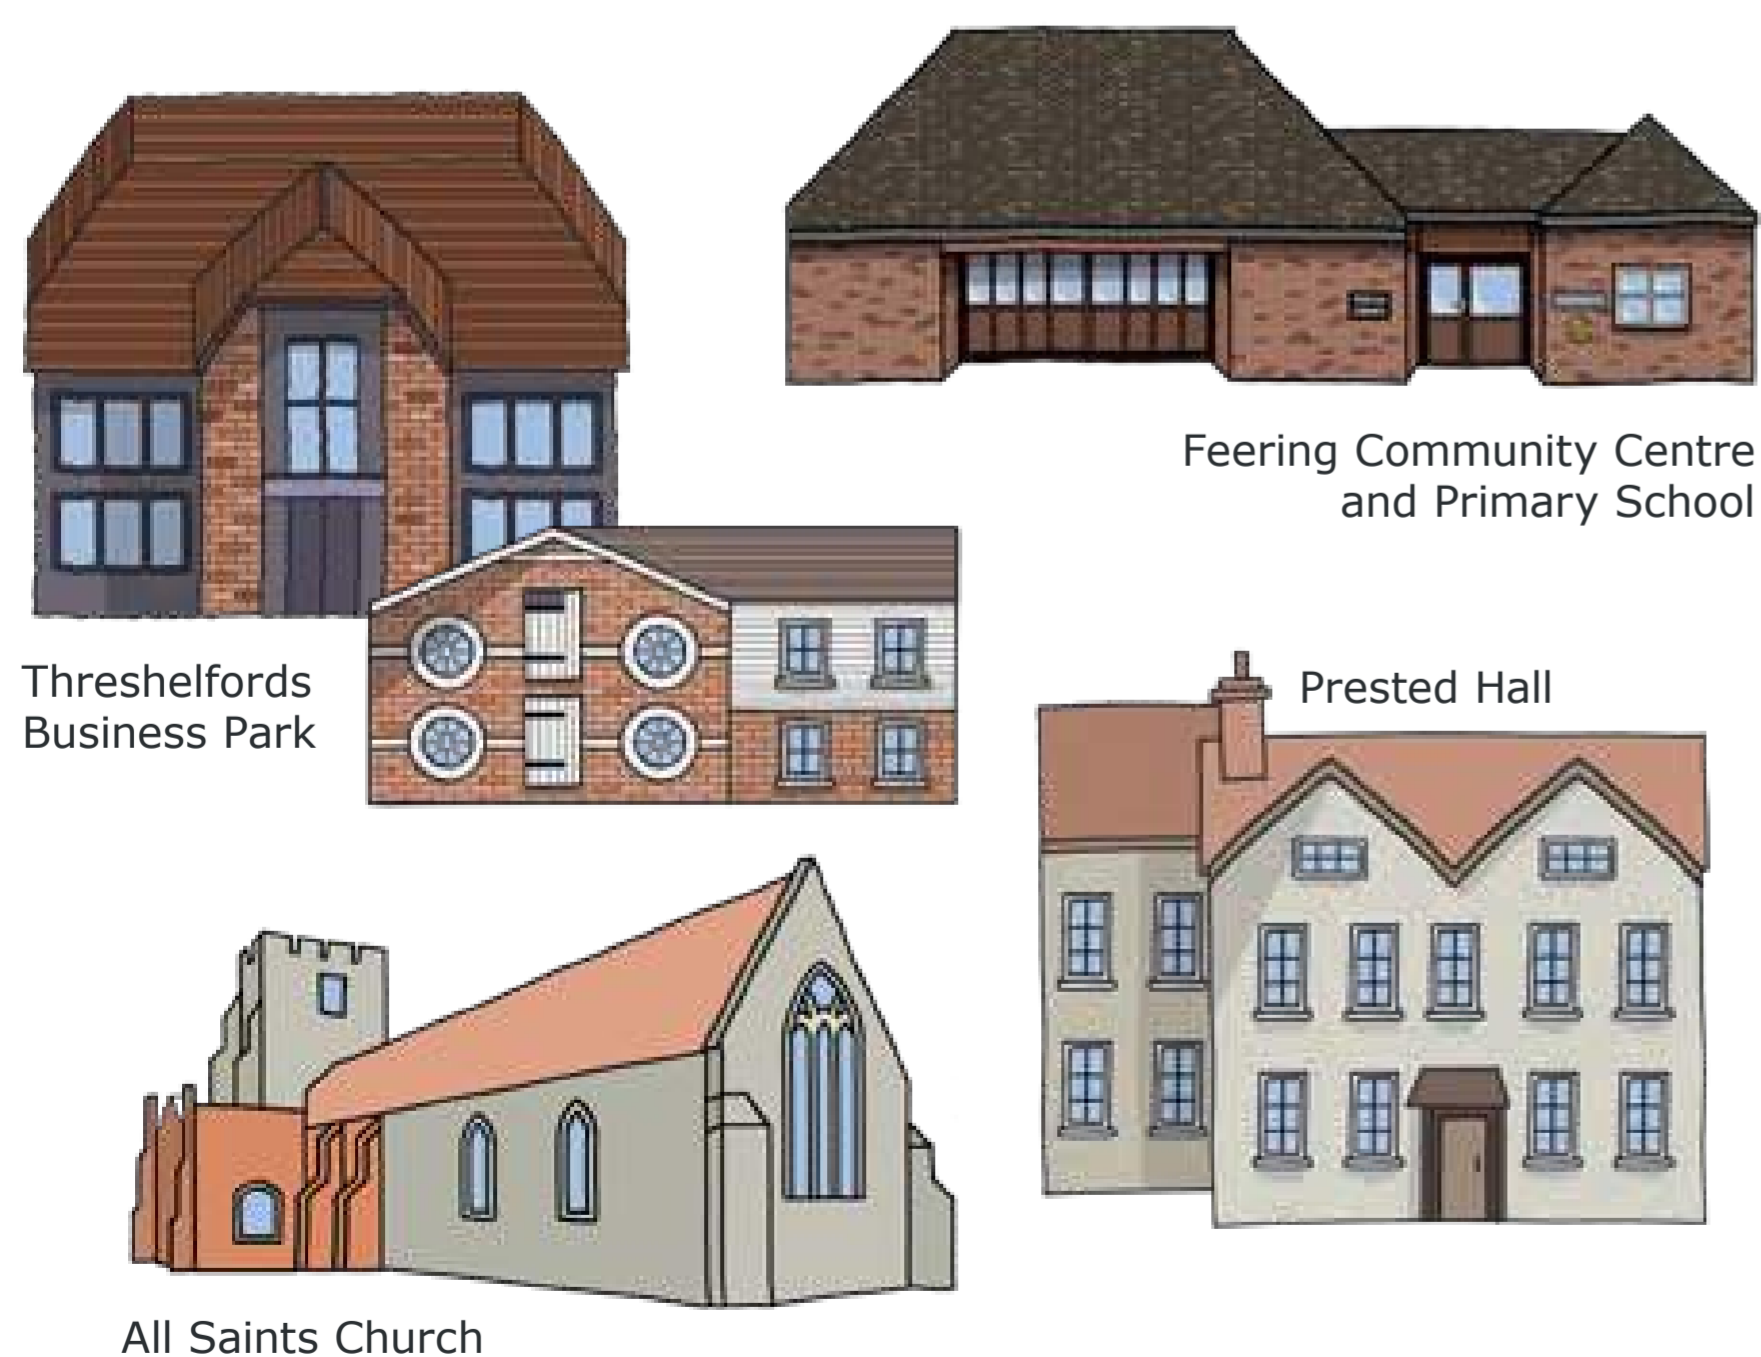 Feering Community Centre
and Primary School
Threshelfords
Business Park
Prested Hall
All Saints Church